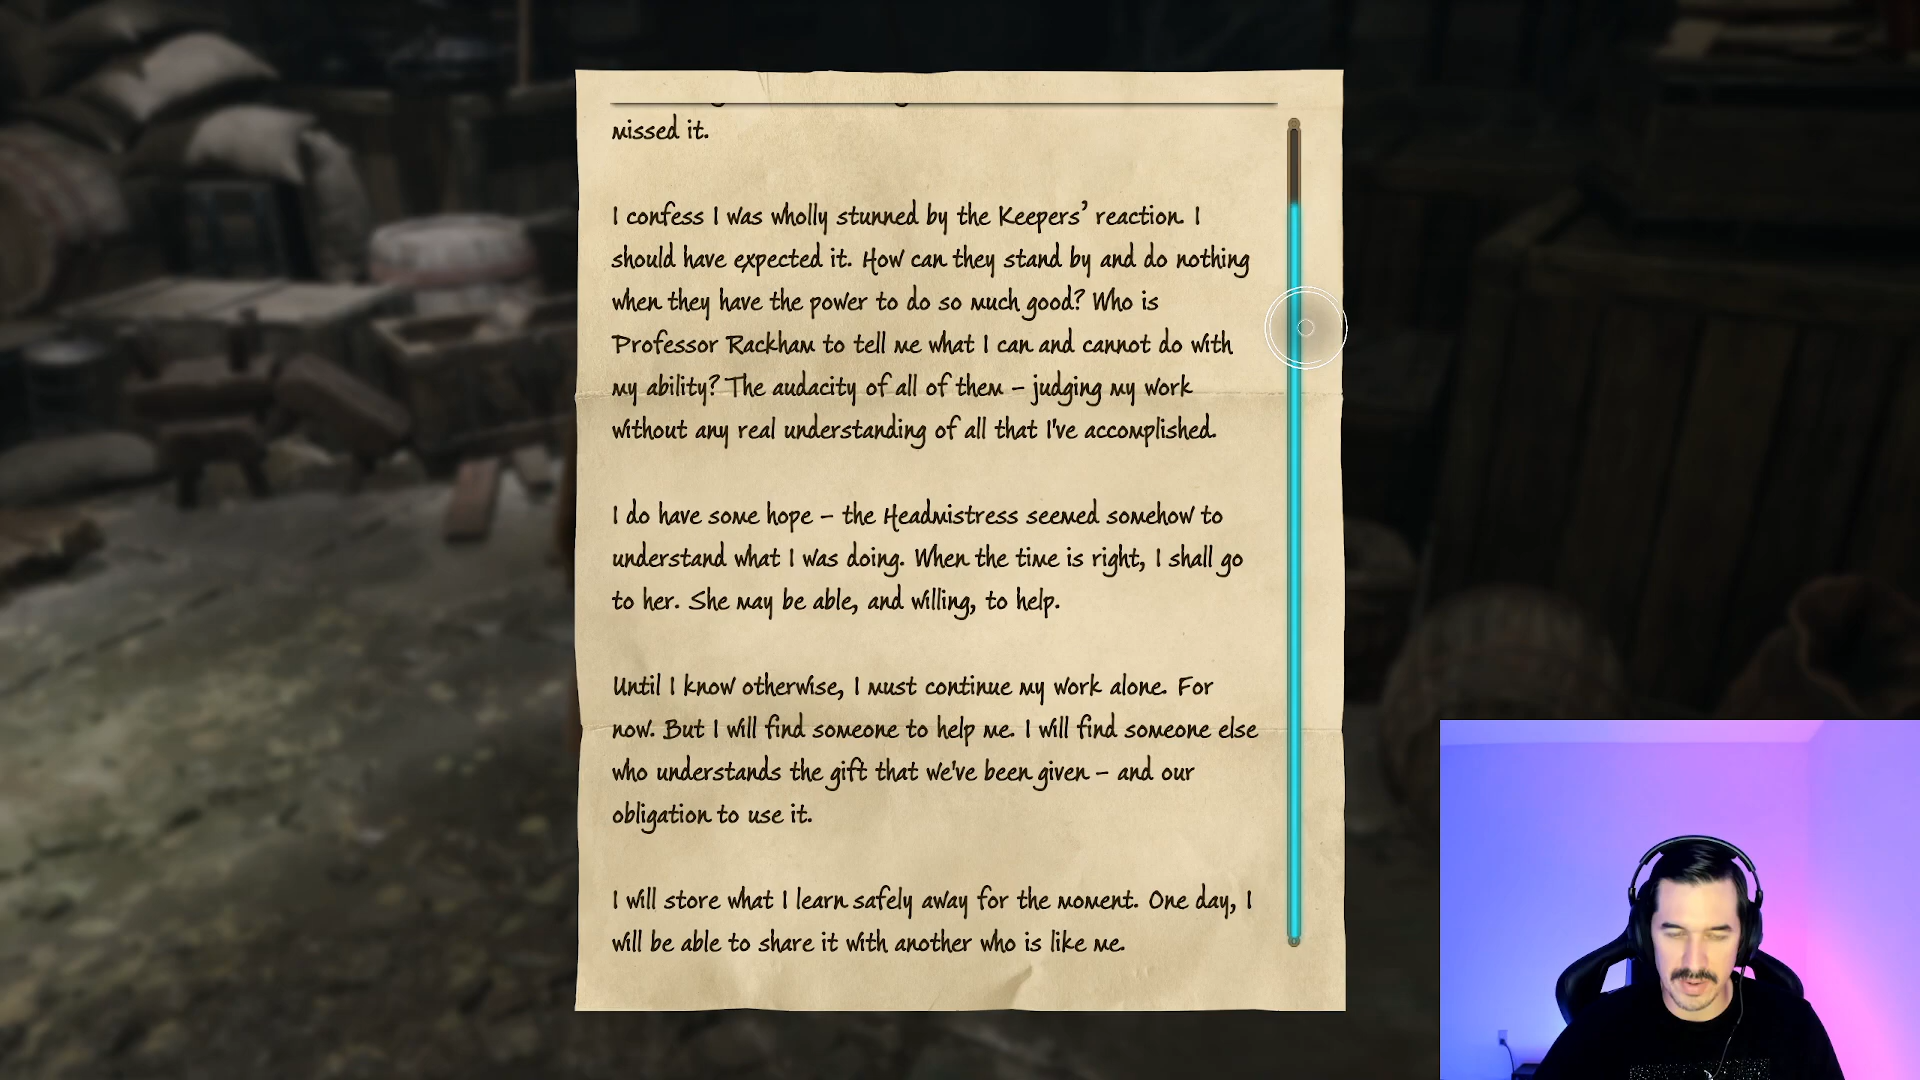 missed it.
I confess I was wholly stunned by the Keepers’ reaction. I
should have expected it. How can they stand by and do nothing
when they have the power to do so much good? Who is
Professor Rackham to tell me what I can and cannot do with
my ability? The audacity of all of them – judging my work
without any real understanding of all that I've accomplished.
I do have some hope – the Headmistress seemed somehow to
understand what I was doing. When the time is right, I shall go
to her. She may be able, and willing, to help.
Until I know otherwise, I must continue my work alone. For
now. But I will find someone to help me. I will find someone else
who understands the gift that we've been given – and our
obligation to use it.
I will store what I learn safely away for the moment. One day, I
will be able to share it with another who is like me.